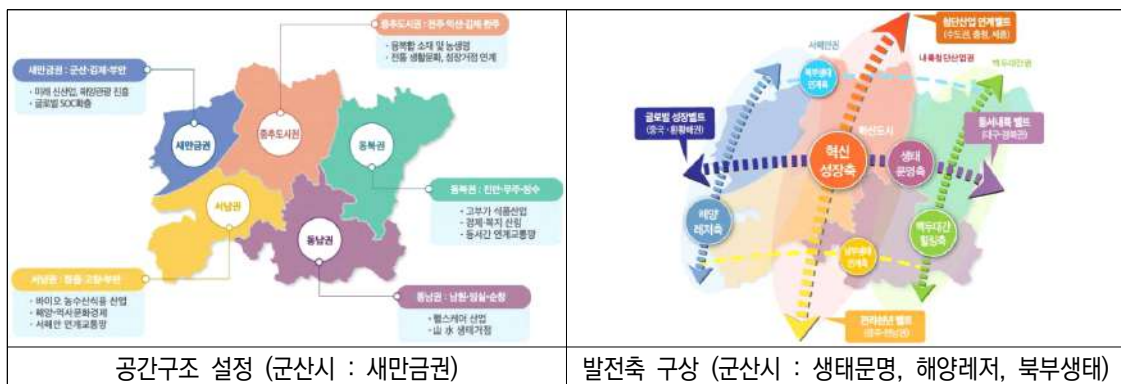 중추도시권 : 전주·익산·김제·완주
· 융복합 소재 및 농생명
· 전통 생활문화, 성장거점 연계
새만금권 : 군산·김제·부안
· 미래 신산업, 해양관광 진흥
· 글로벌 SOC확충
새만금권
중추도시권
동북권
서남권
동남권
동북권 : 진안·무주·장수
· 고부가 식품산업
· 경제·복지 산림
· 동서간 연계교통망
서남권 : 정읍·고창·부안
· 바이오 농수산식품 산업
· 해양·역사문화경제
· 서해안 연계교통망
동남권 : 남원·임실·순창
· 헬스케어 산업
· 山 水 생태거점
공간구조 설정 (군산시 : 새만금권)
첨단산업 연계벨트
(수도권, 충청, 세종)
서해안권
내륙첨단산업권
백두대간권
북부생태
연계축
글로벌 성장벨트
(중국·환황해권)
동서내륙 벨트
(대구·경북권)
혁신도시
혁신
성장축
생태
문명축
해양
레저축
백두대간
힐링축
남부생태
연계축
전라천년 벨트
발전축 구상 (군산시 : 생태문명, 해양레저, 북부생태)